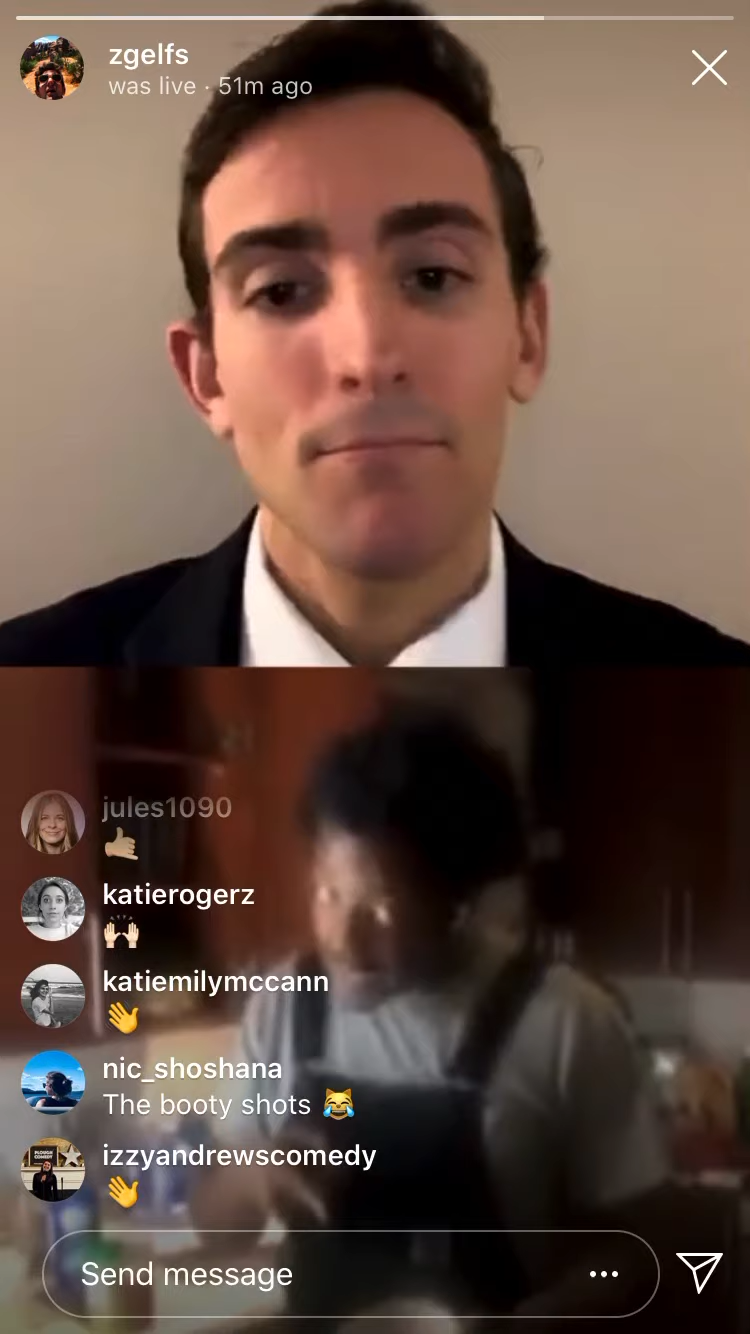 zgelfs
was live · 51m ago
jules1090
🤙🏼
katierogerz
🙌🏻
katiemilymccann
👋
nic_shoshana
The booty shots 😹
izzyandrewscomedy
👋
Send message